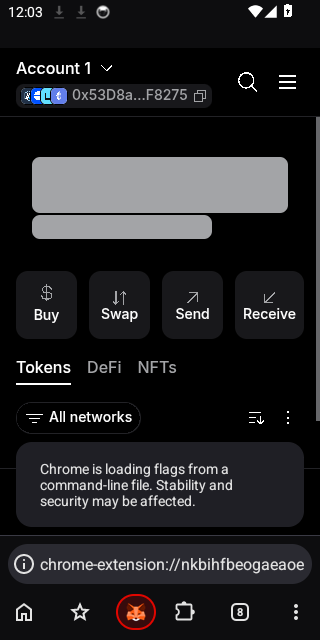 12:03
Account 1
0x53D8a...F8275
Buy
Swap
Send
Receive
Tokens
DeFi
NFTs
All networks
Chrome is loading flags from a
command-line file. Stability and
security may be affected.
chrome-extension://nkbihfbeogaeaoe
8